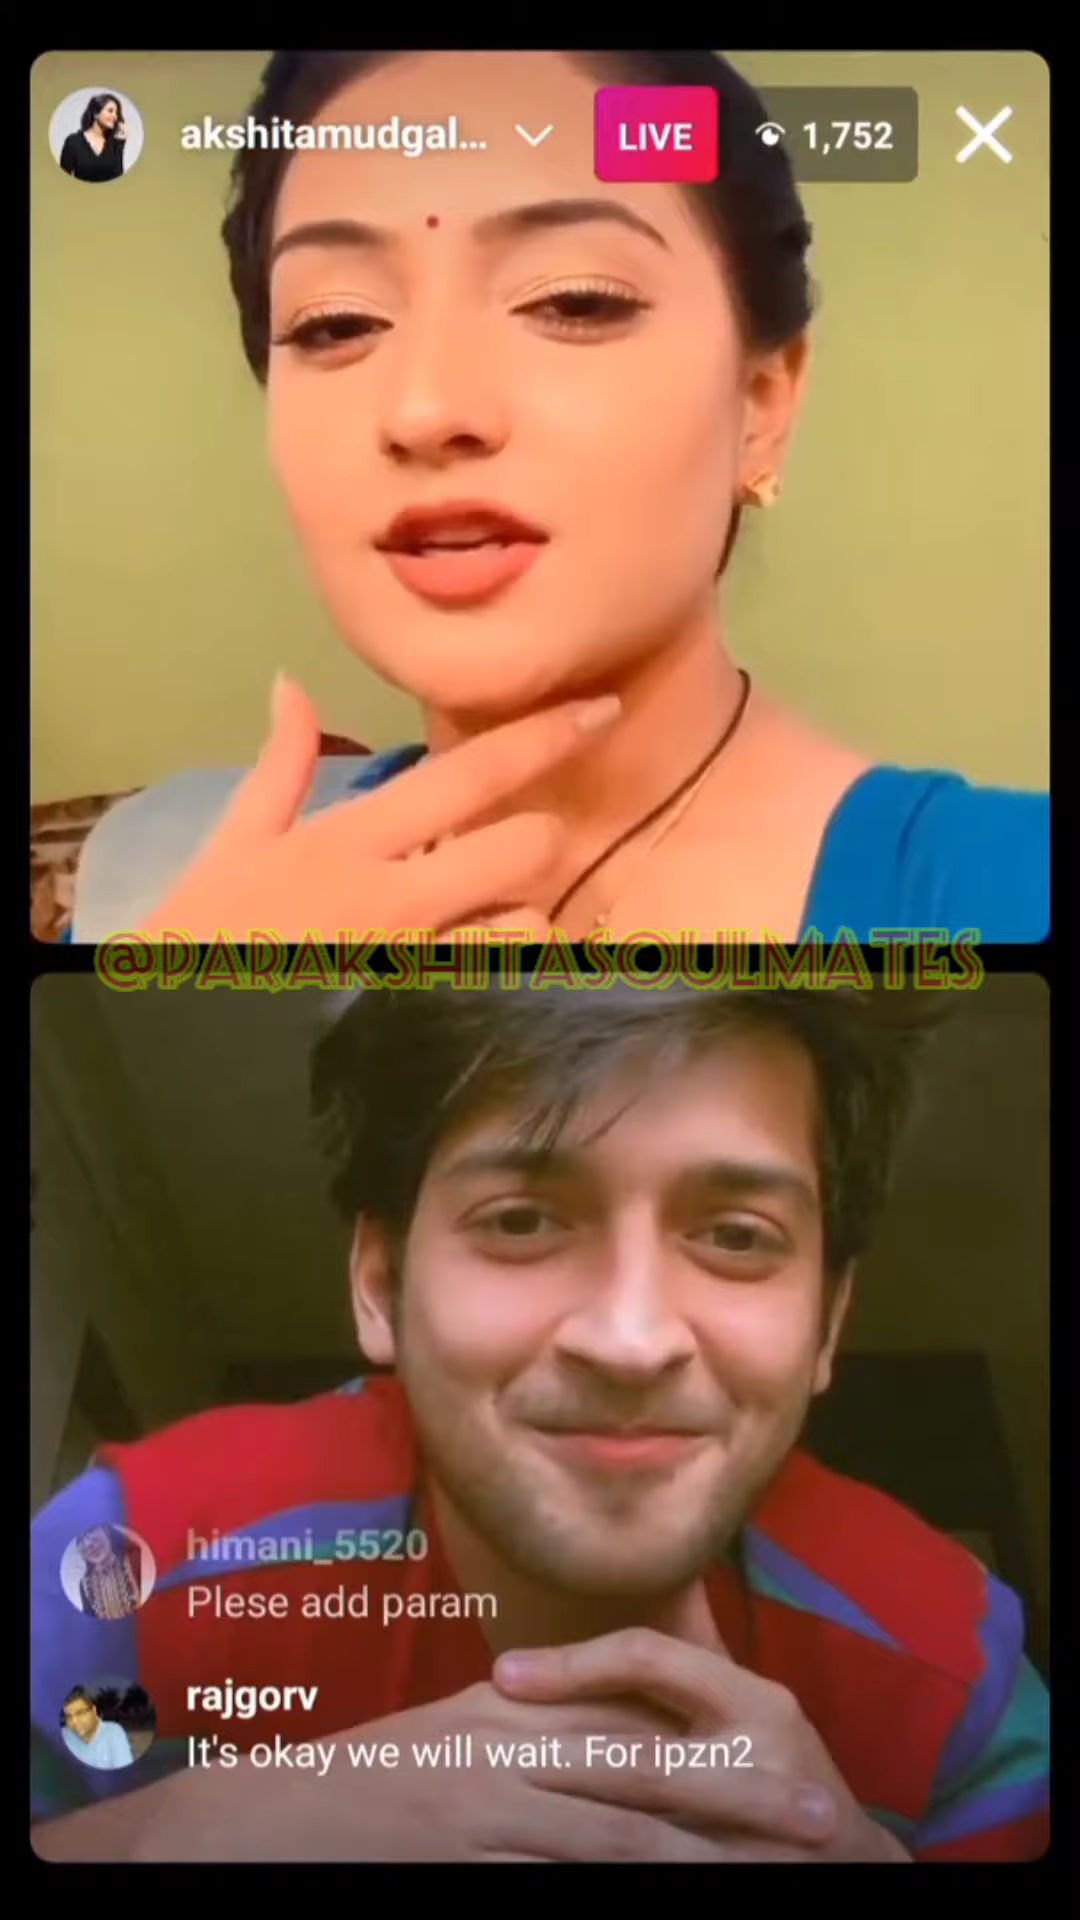 akshitamudgal...
LIVE
1,752
@PARAKSHITASOULMATES
himani_5520
Plese add param
rajgorv
It's okay we will wait. For ipzn2